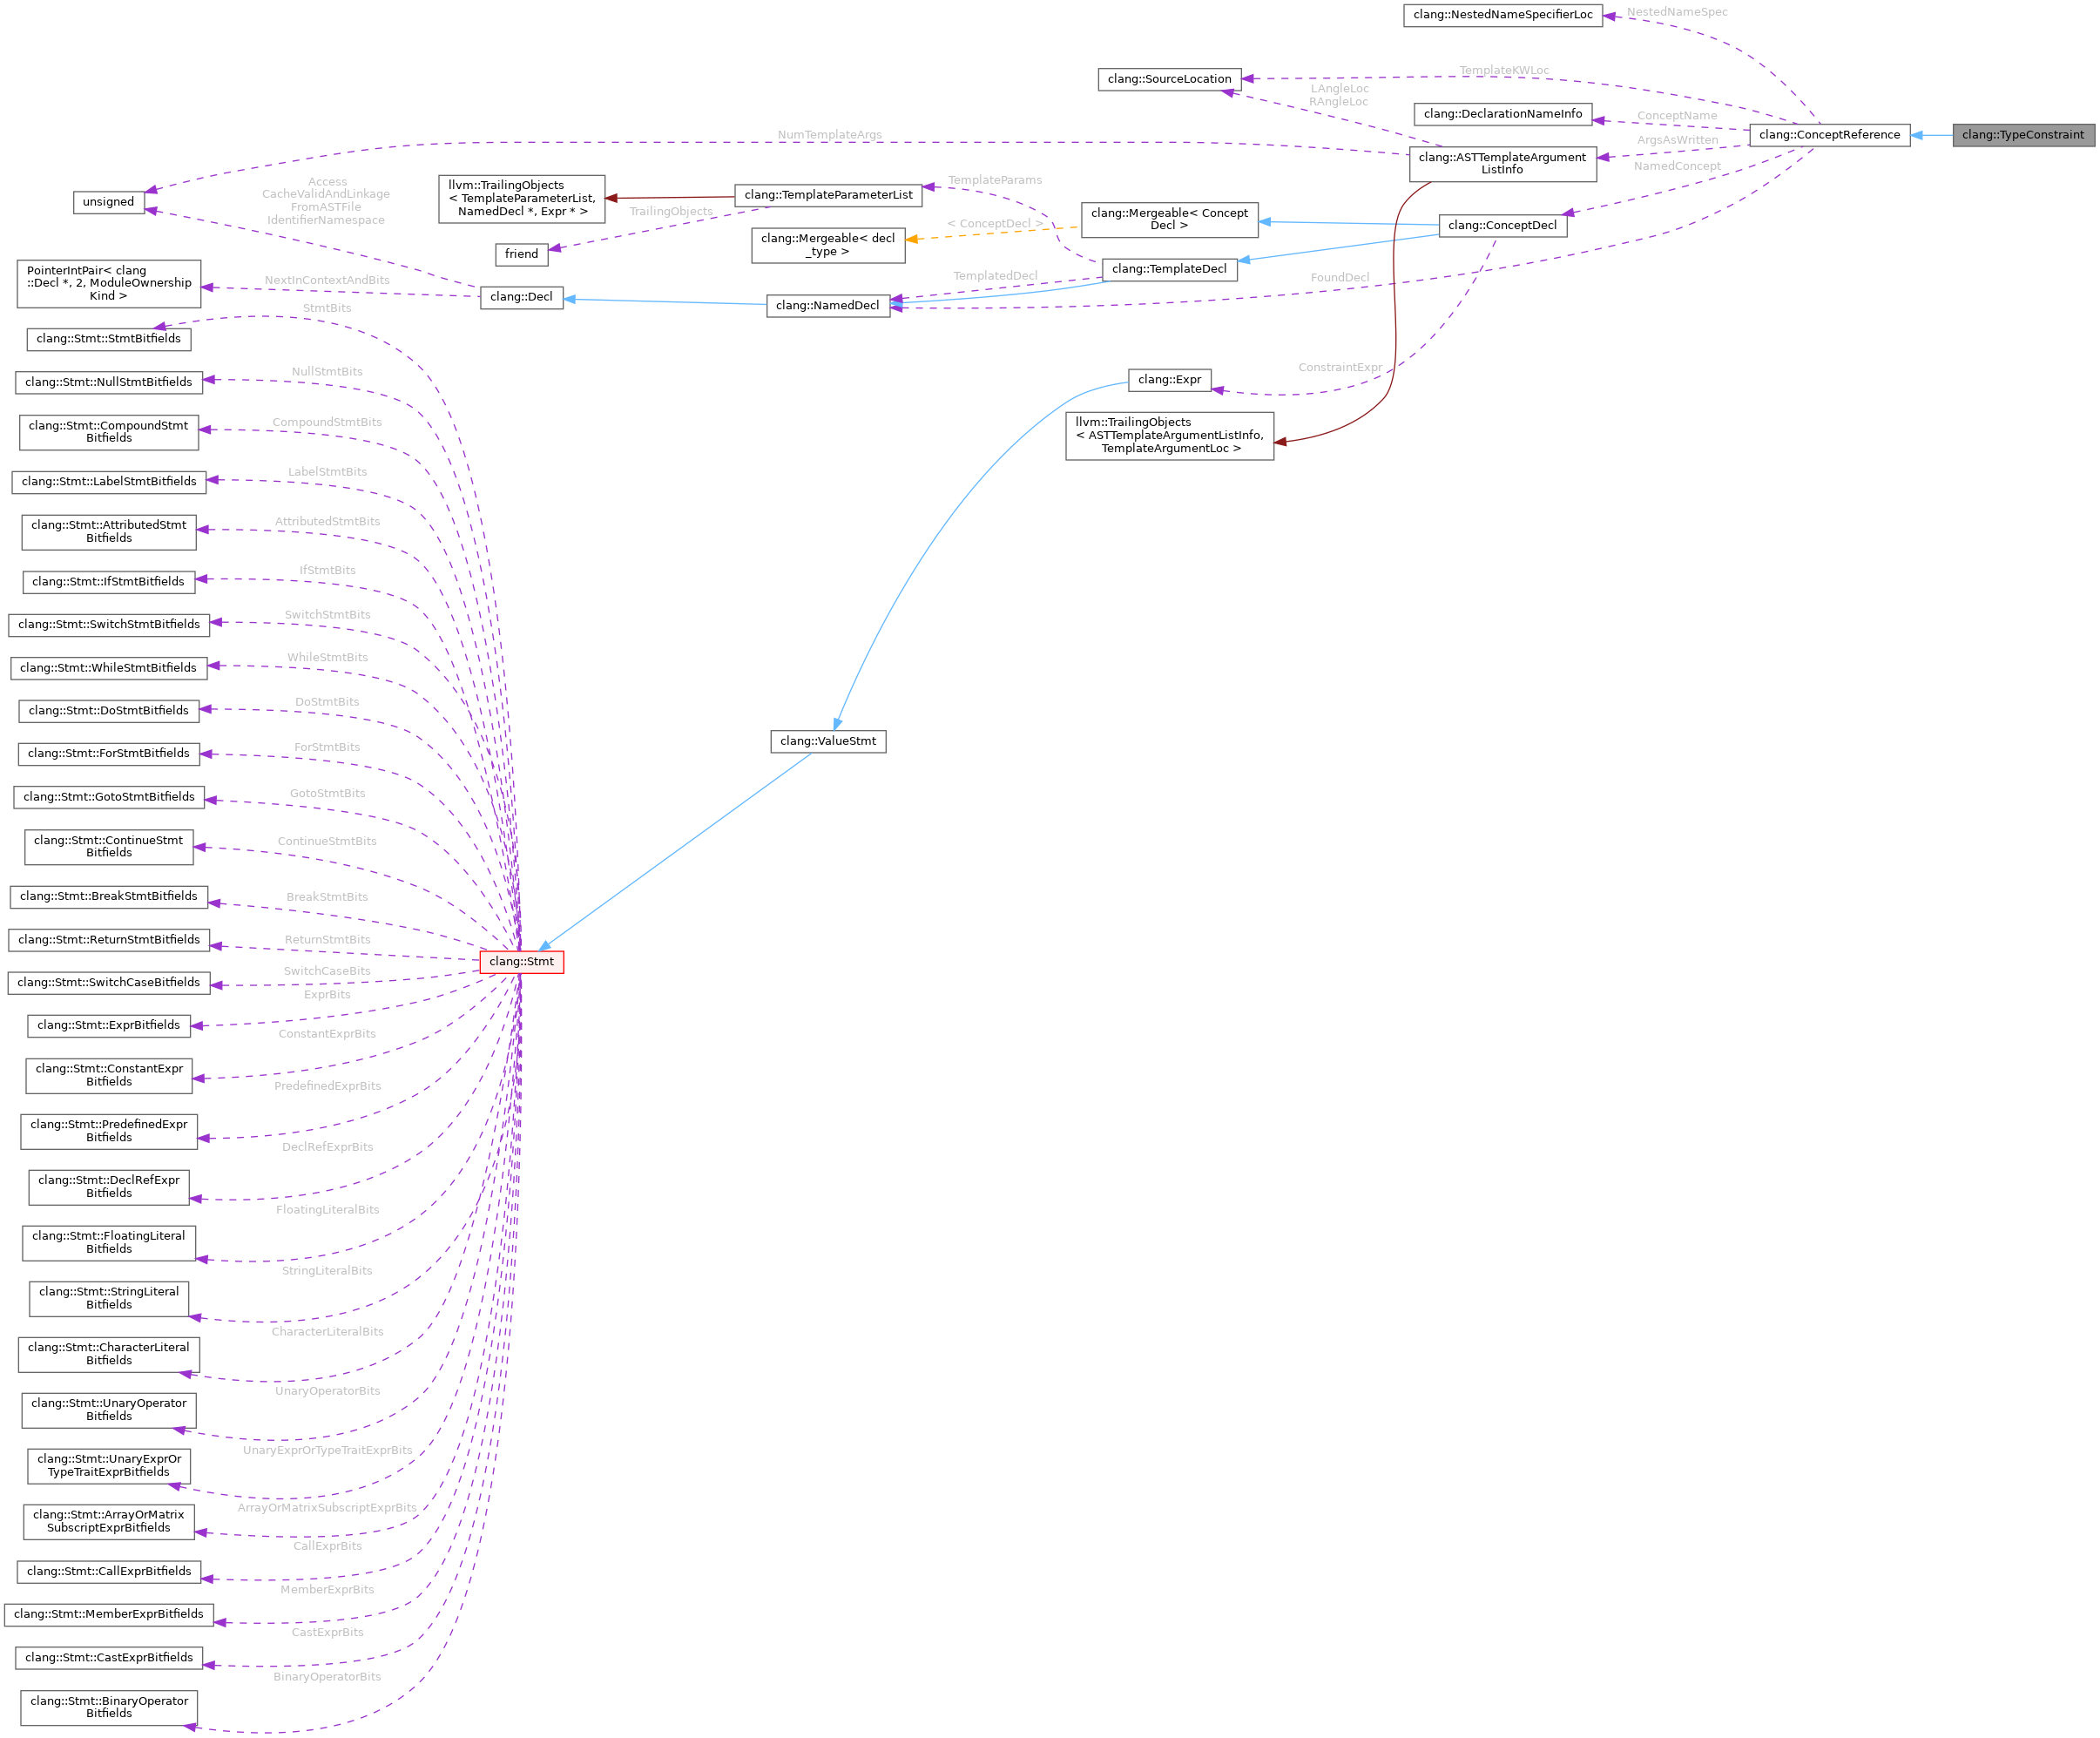 clang::NestedNameSpecifierLoc
NestedNameSpec
clang::SourceLocation
TemplateKWLoc
LAngleLoc
RAngleLoc
clang::DeclarationNameInfo
ConceptName
clang::ConceptReference
clang::TypeConstraint
NumTemplateArgs
ArgsAsWritten
clang::ASTTemplateArgument
ListInfo
NamedConcept
unsigned
Access
CacheValidAndLinkage
FromASTFile
IdentifierNamespace
llvm::TrailingObjects
< TemplateParameterList,
NamedDecl *, Expr * >
TrailingObjects
clang::TemplateParameterList
TemplateParams
friend
clang::Mergeable< decl
_type >
< ConceptDecl >
clang::Mergeable< Concept
Decl >
clang::ConceptDecl
PointerIntPair< clang
::Decl *, 2, ModuleOwnership
Kind >
NextInContextAndBits
clang::Decl
clang::NamedDecl
TemplatedDecl
clang::TemplateDecl
FoundDecl
clang::Stmt::StmtBitfields
StmtBits
clang::Stmt::NullStmtBitfields
NullStmtBits
clang::Expr
ConstraintExpr
clang::Stmt::CompoundStmt
Bitfields
CompoundStmtBits
llvm::TrailingObjects
< ASTTemplateArgumentListInfo,
TemplateArgumentLoc >
clang::Stmt::LabelStmtBitfields
LabelStmtBits
clang::Stmt::AttributedStmt
Bitfields
AttributedStmtBits
clang::Stmt::IfStmtBitfields
IfStmtBits
clang::Stmt::SwitchStmtBitfields
SwitchStmtBits
clang::Stmt::WhileStmtBitfields
WhileStmtBits
clang::Stmt::DoStmtBitfields
DoStmtBits
clang::Stmt::ForStmtBitfields
ForStmtBits
clang::ValueStmt
clang::Stmt::GotoStmtBitfields
GotoStmtBits
clang::Stmt::ContinueStmt
Bitfields
ContinueStmtBits
clang::Stmt::BreakStmtBitfields
BreakStmtBits
clang::Stmt::ReturnStmtBitfields
ReturnStmtBits
clang::Stmt
clang::Stmt::SwitchCaseBitfields
SwitchCaseBits
clang::Stmt::ExprBitfields
ExprBits
clang::Stmt::ConstantExpr
Bitfields
ConstantExprBits
clang::Stmt::PredefinedExpr
Bitfields
PredefinedExprBits
clang::Stmt::DeclRefExpr
Bitfields
DeclRefExprBits
clang::Stmt::FloatingLiteral
Bitfields
FloatingLiteralBits
clang::Stmt::StringLiteral
Bitfields
StringLiteralBits
clang::Stmt::CharacterLiteral
Bitfields
CharacterLiteralBits
clang::Stmt::UnaryOperator
Bitfields
UnaryOperatorBits
clang::Stmt::UnaryExprOr
TypeTraitExprBitfields
UnaryExprOrTypeTraitExprBits
clang::Stmt::ArrayOrMatrix
SubscriptExprBitfields
ArrayOrMatrixSubscriptExprBits
clang::Stmt::CallExprBitfields
CallExprBits
clang::Stmt::MemberExprBitfields
MemberExprBits
clang::Stmt::CastExprBitfields
CastExprBits
clang::Stmt::BinaryOperator
Bitfields
BinaryOperatorBits